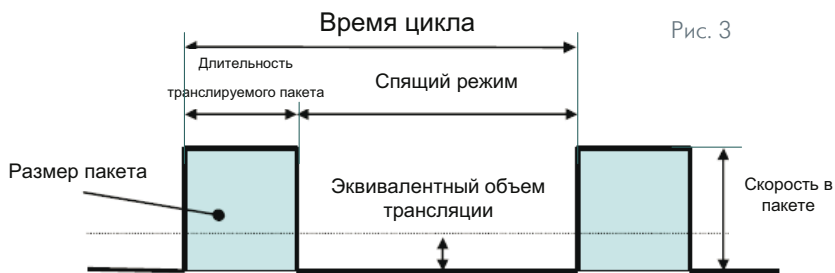 Время цикла
Рис. 3
Длительность
транслируемого пакета
Спящий режим
Размер пакета
Эквивалентный объем
трансляции
Скорость в
пакете